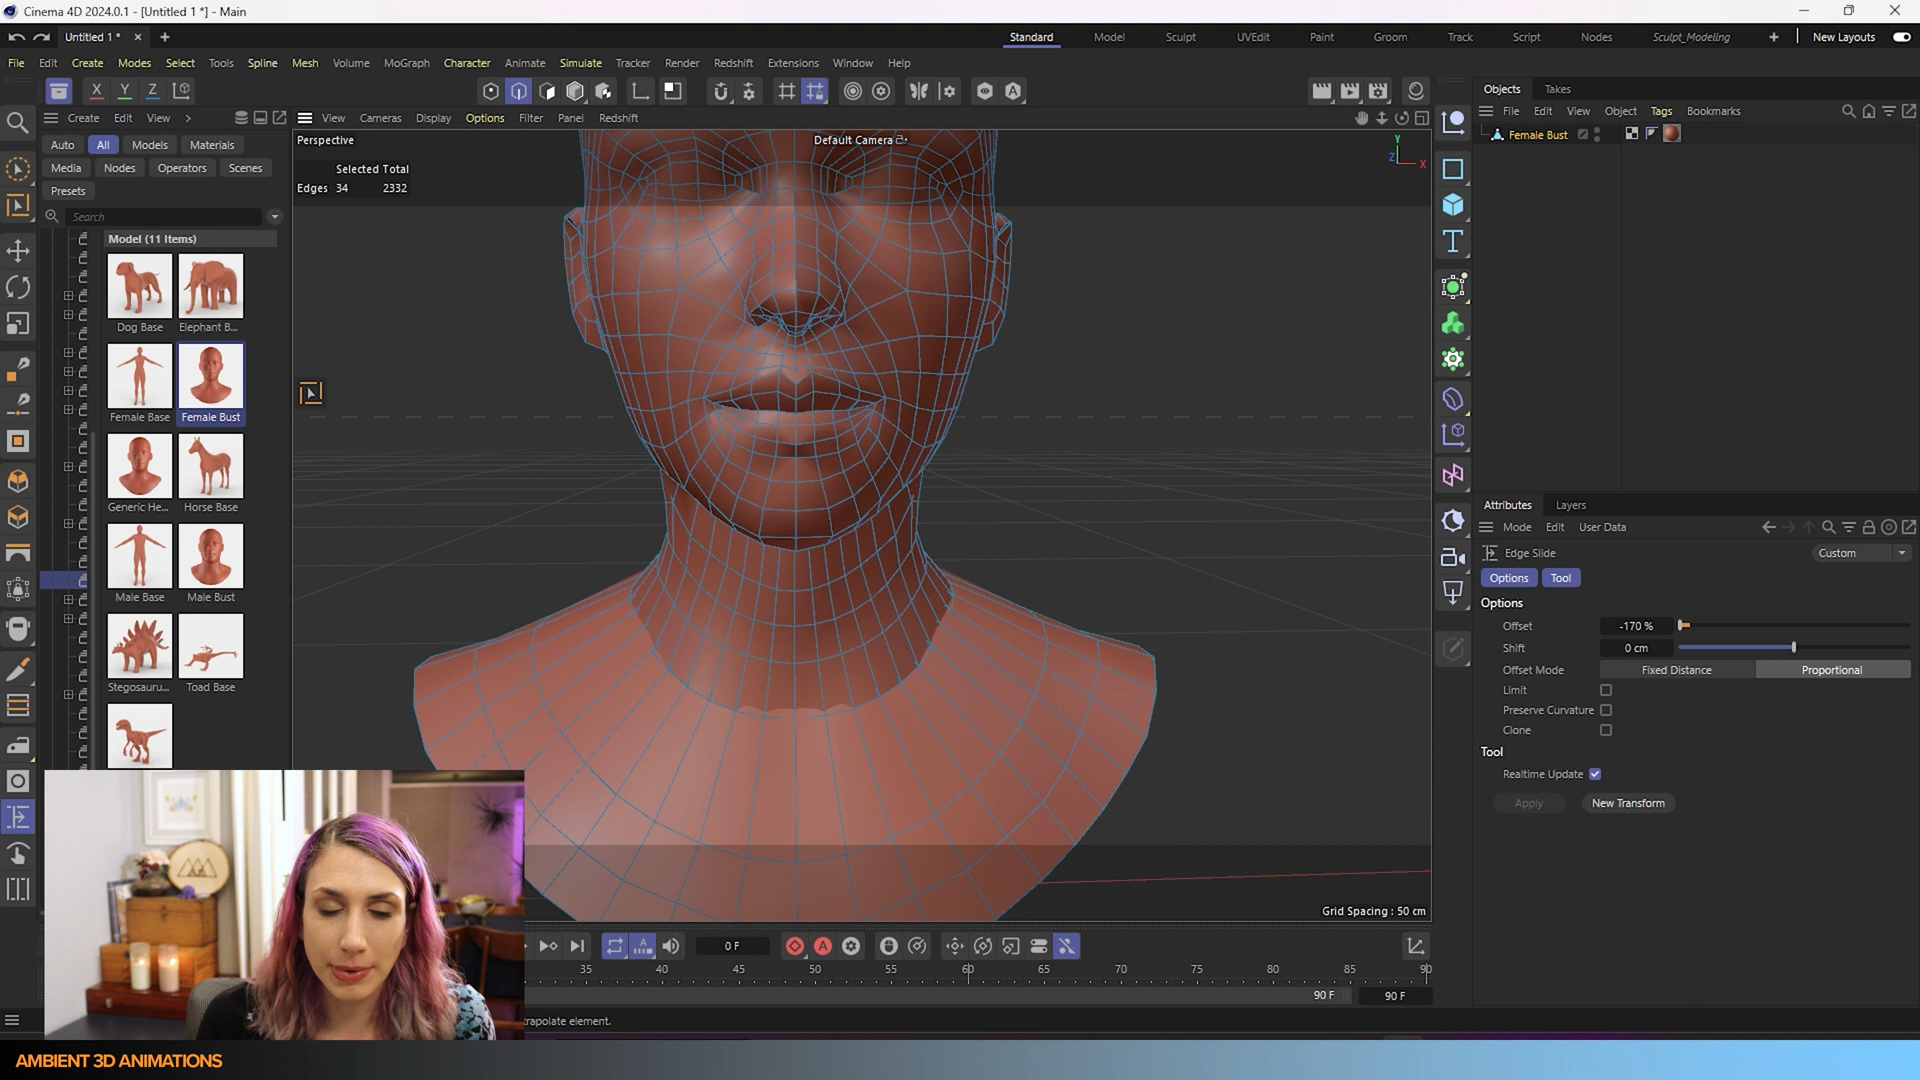 Cinema 4D 2024.0.1 - [Untitled 1 *] - Main
Untitled 1 *
Standard Model Sculpt UVEdit Paint Groom Track Script Nodes Sculpt_Modeling New Layouts
File Edit Create Modes Select Tools Spline Mesh Volume MoGraph Character Animate Simulate Tracker Render Redshift Extensions Window Help
X Y Z
Create Edit View
Auto All Models Materials
Media Nodes Operators Scenes
Presets
Search
Model (11 Items)
Dog Base Elephant B...
Female Base Female Bust
Generic He... Horse Base
Male Base Male Bust
Stegosauru... Toad Base
View Cameras Display Options Filter Panel Redshift
Perspective
Default Camera
Selected Total
Edges 34 2332
Y
Z
X
Grid Spacing : 50 cm
0 F
35 40 45 50 55 60 65 70 75 80 85 90
90 F 90 F
trapolate element.
Objects Takes
File Edit View Object Tags Bookmarks
Female Bust
Attributes Layers
Mode Edit User Data
Edge Slide Custom
Options Tool
Options
Offset -170 %
Shift 0 cm
Offset Mode Fixed Distance Proportional
Limit
Preserve Curvature
Clone
Tool
Realtime Update
Apply New Transform
AMBIENT 3D ANIMATIONS